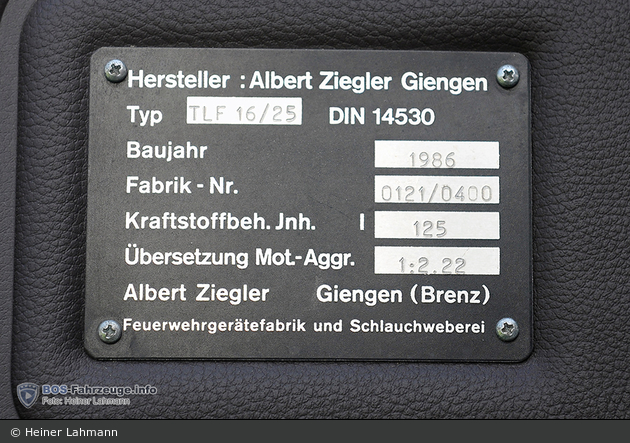 Hersteller : Albert Ziegler Giengen
Typ TLF 16/25 DIN 14530
Baujahr 1986
Fabrik - Nr. 0121/0400
Kraftstoffbeh. Jnh. l 125
Übersetzung Mot.-Aggr. 1:2.22
Albert Ziegler Giengen (Brenz)
Feuerwehrgerätefabrik und Schlauchweberei
BOS-Fahrzeuge.info
Foto: Heiner Lahmann
© Heiner Lahmann